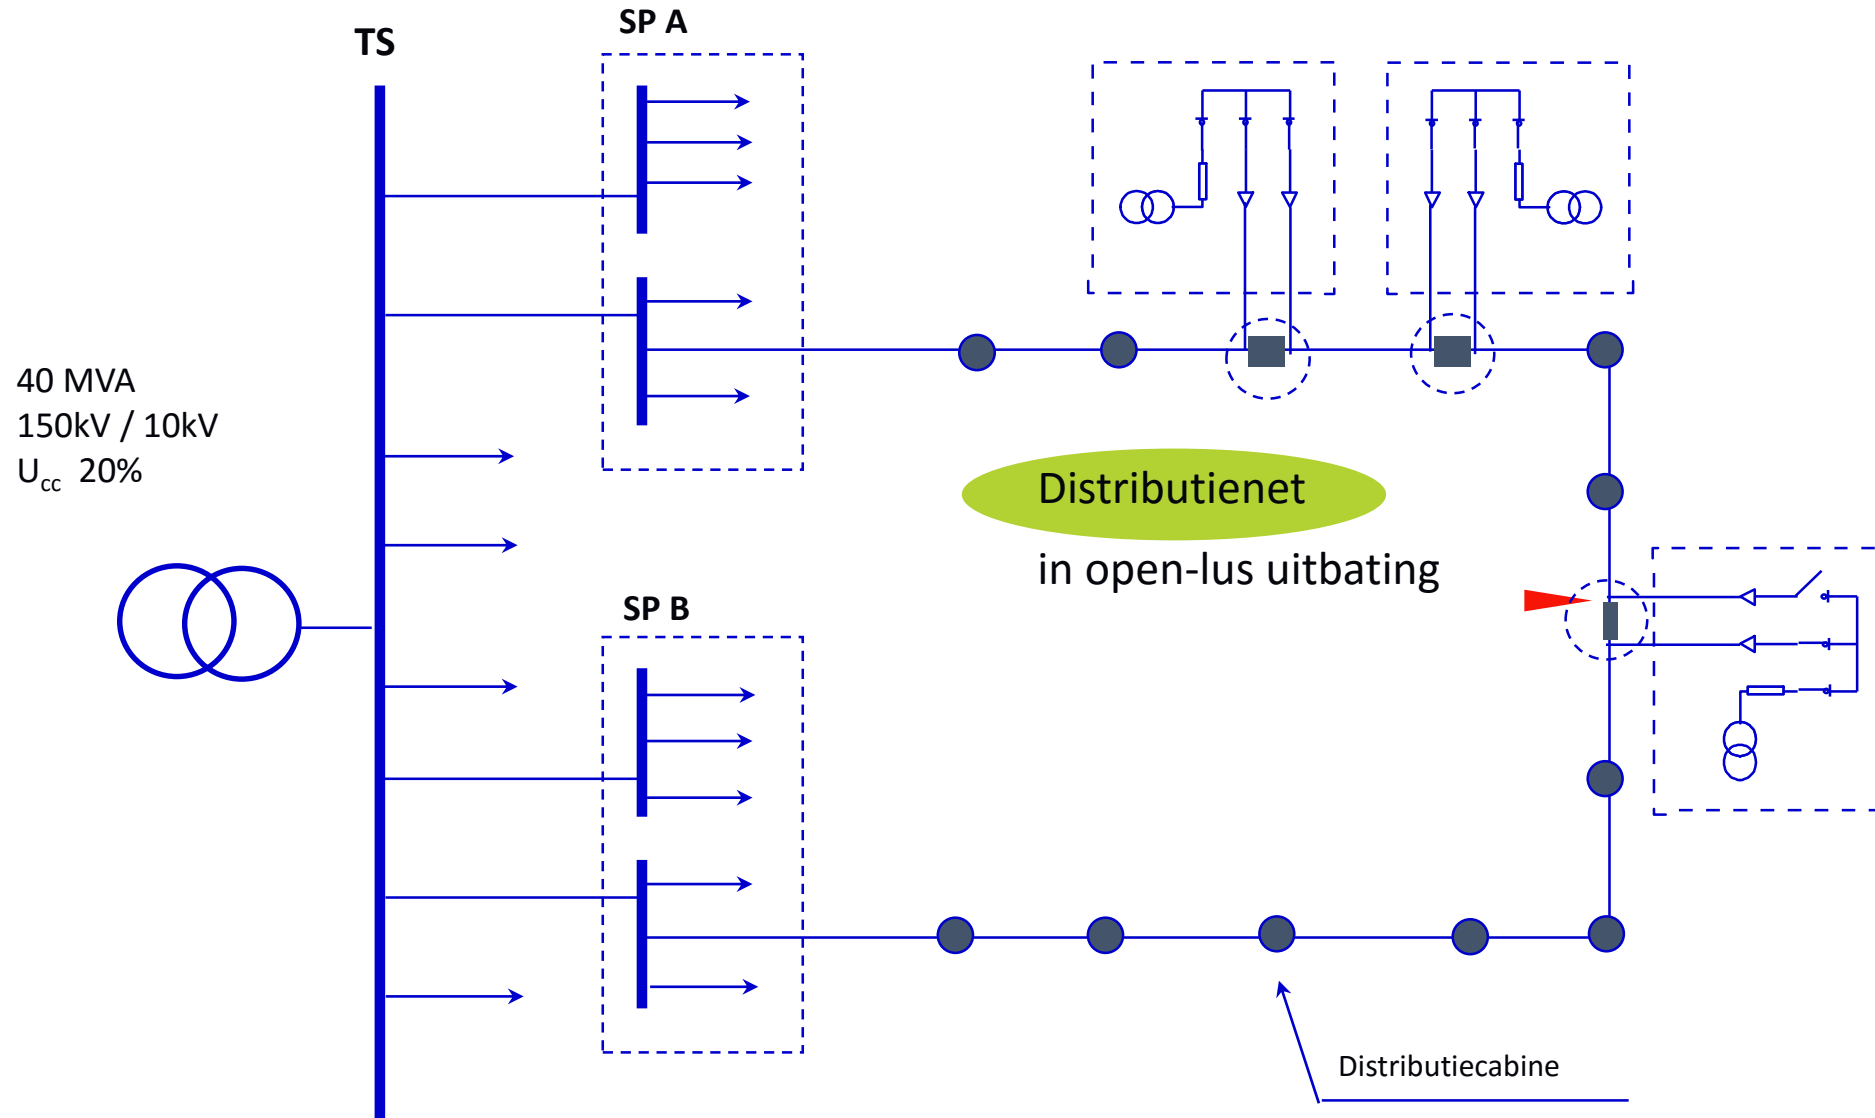 SP A
TS
40 MVA
150kV / 10kV
Ucc 20%
Distributienet
in open-lus uitbating
SP B
Distributiecabine